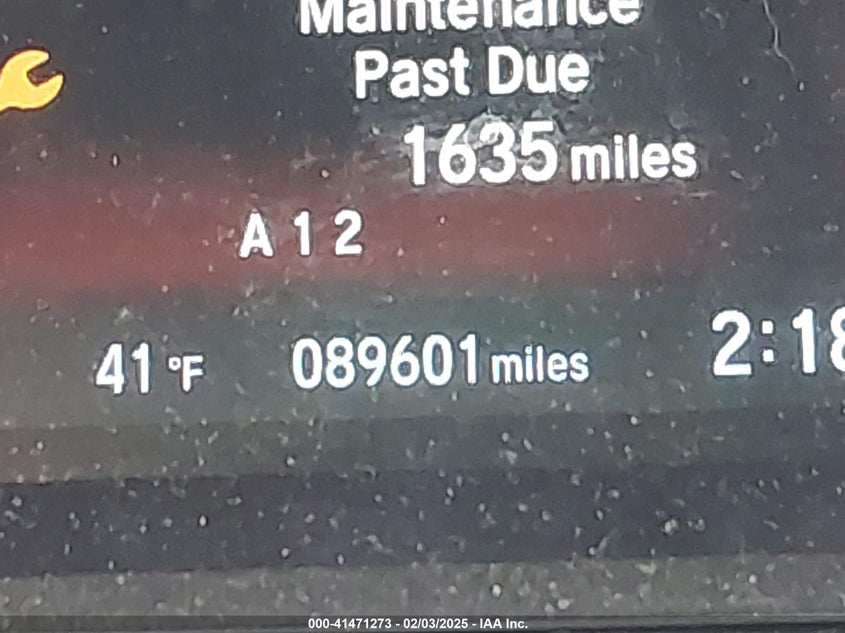 Maintenance
Past Due
1635 miles
A 1 2
41 °F 089601 miles 2:18
000-41471273 - 02/03/2025 - IAA Inc.